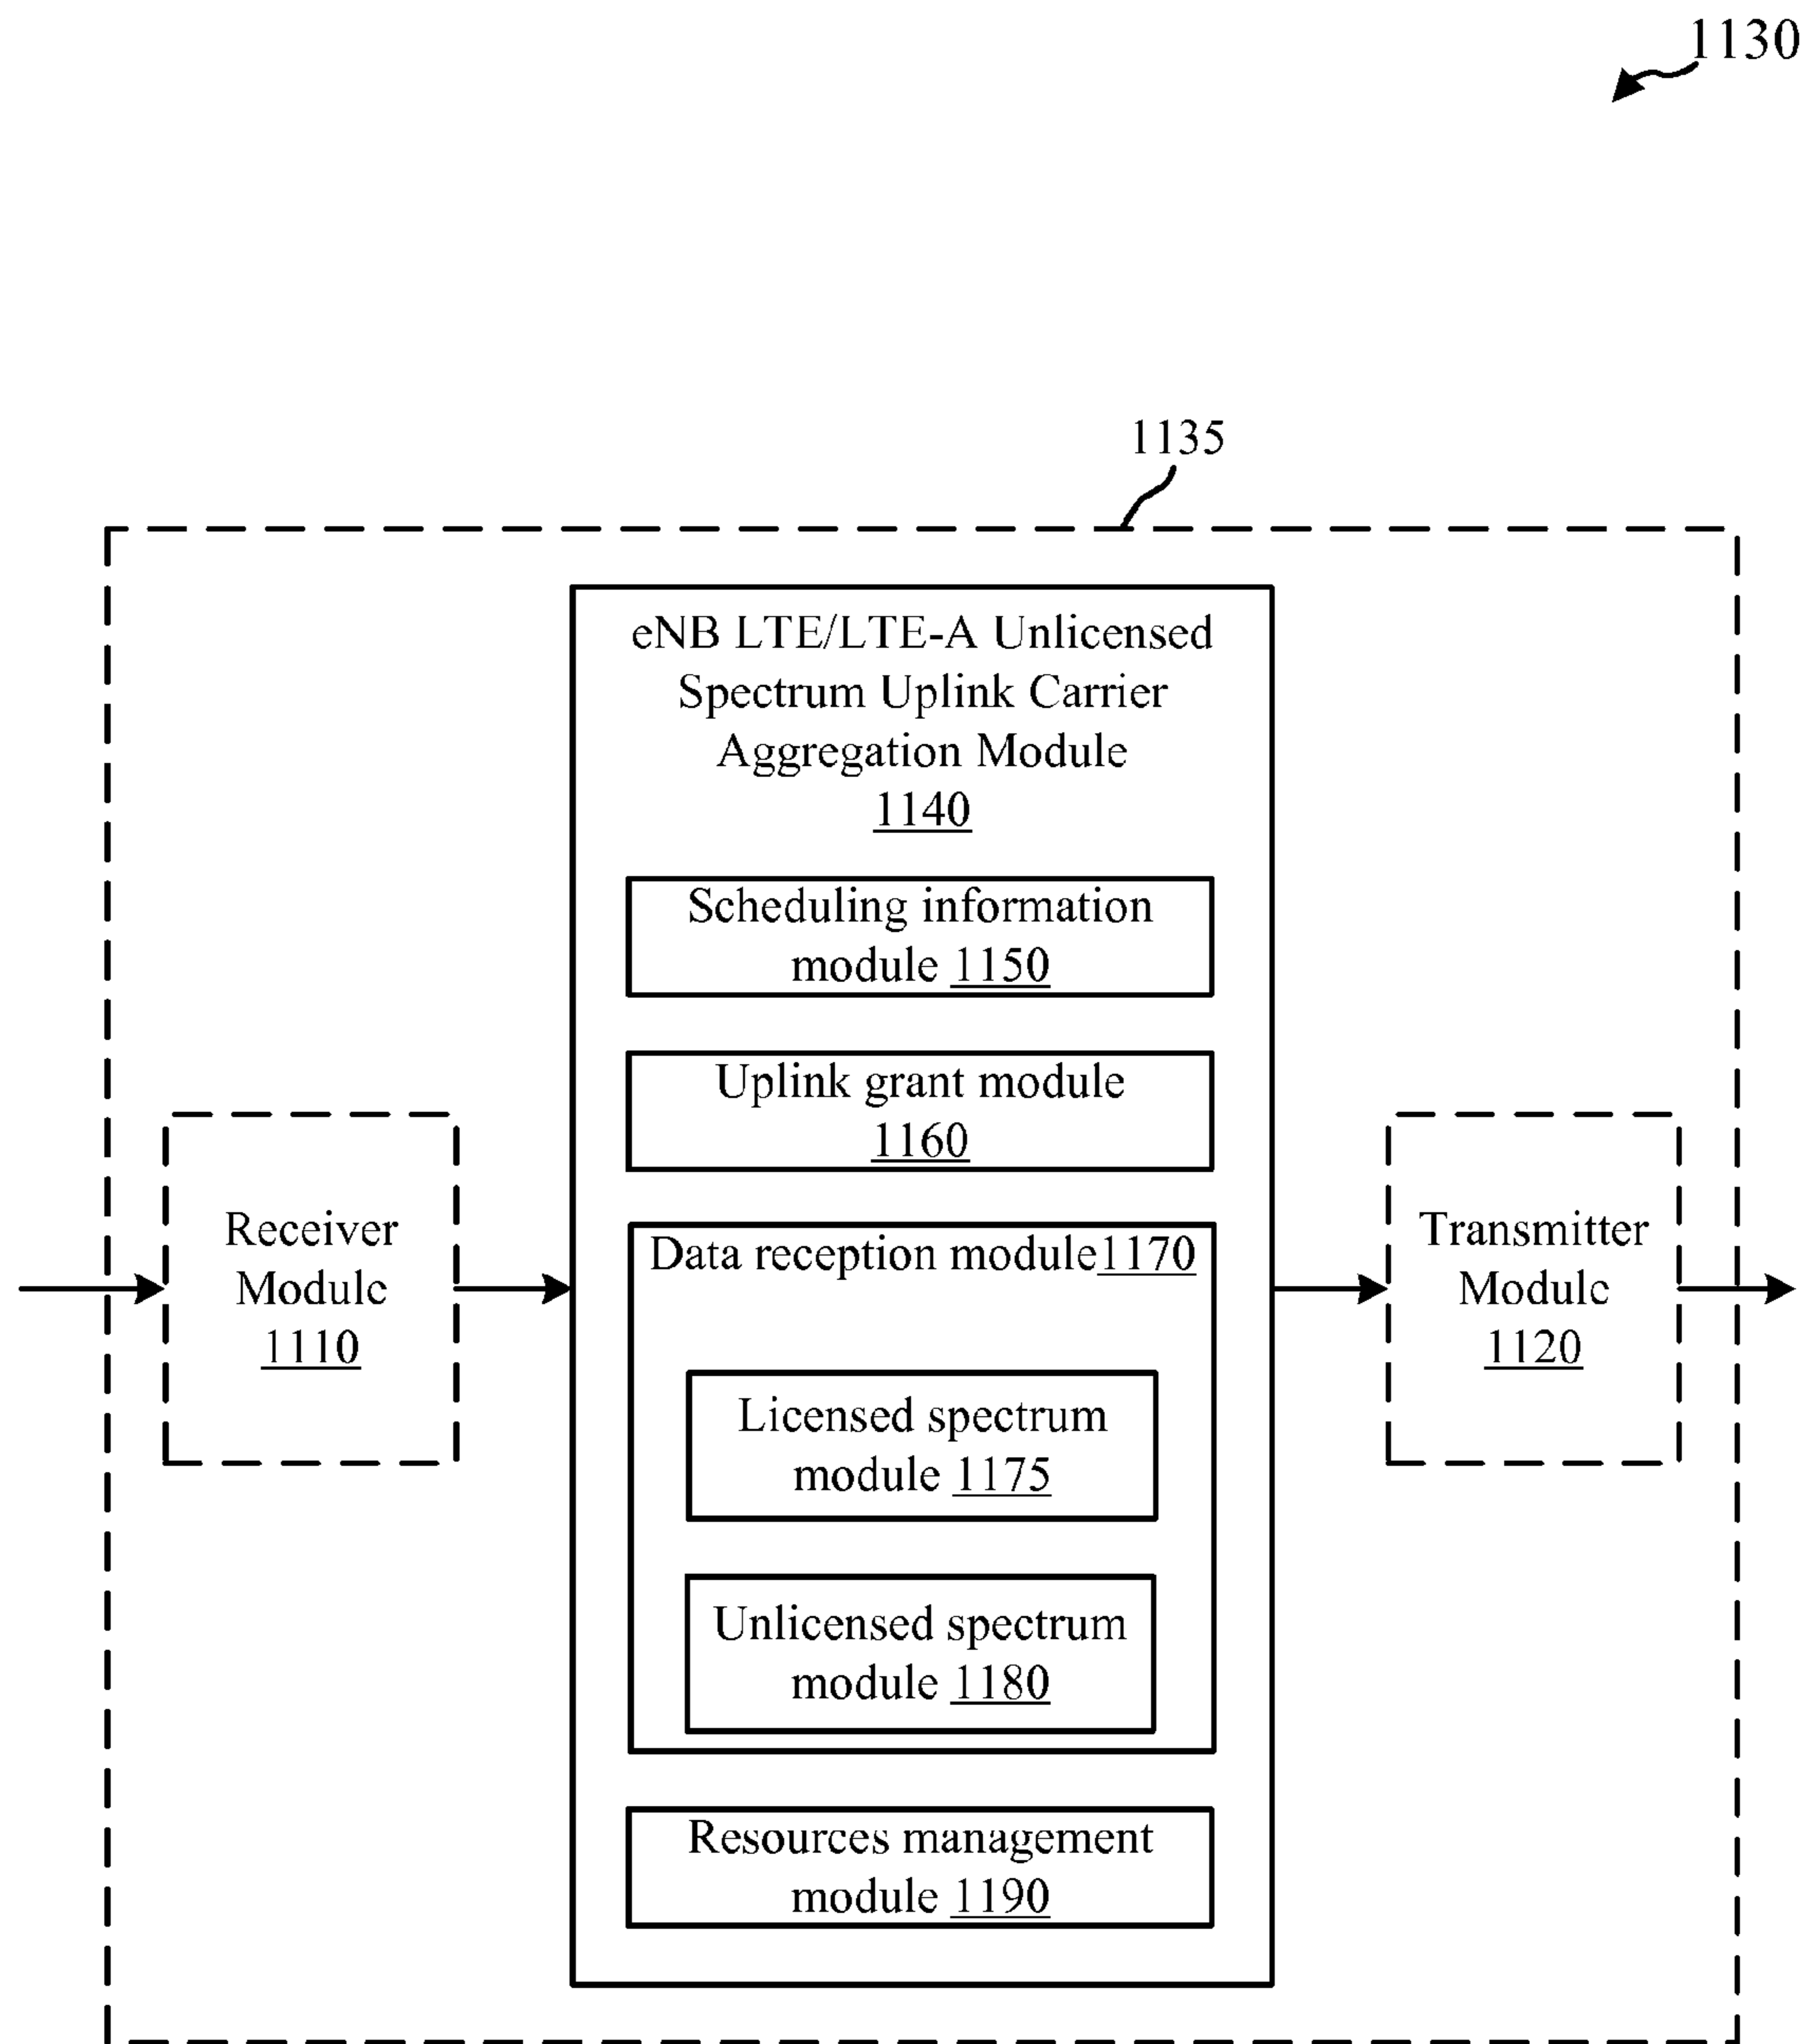 1130
1135
eNB LTE/LTE-A Unlicensed
Spectrum Uplink Carrier
Aggregation Module
1140
Scheduling information
module 1150
Uplink grant module
1160
Receiver
Module
1110
Data reception module1170
Licensed spectrum
module 1175
Unlicensed spectrum
module 1180
Resources management
module 1190
Transmitter
Module
1120